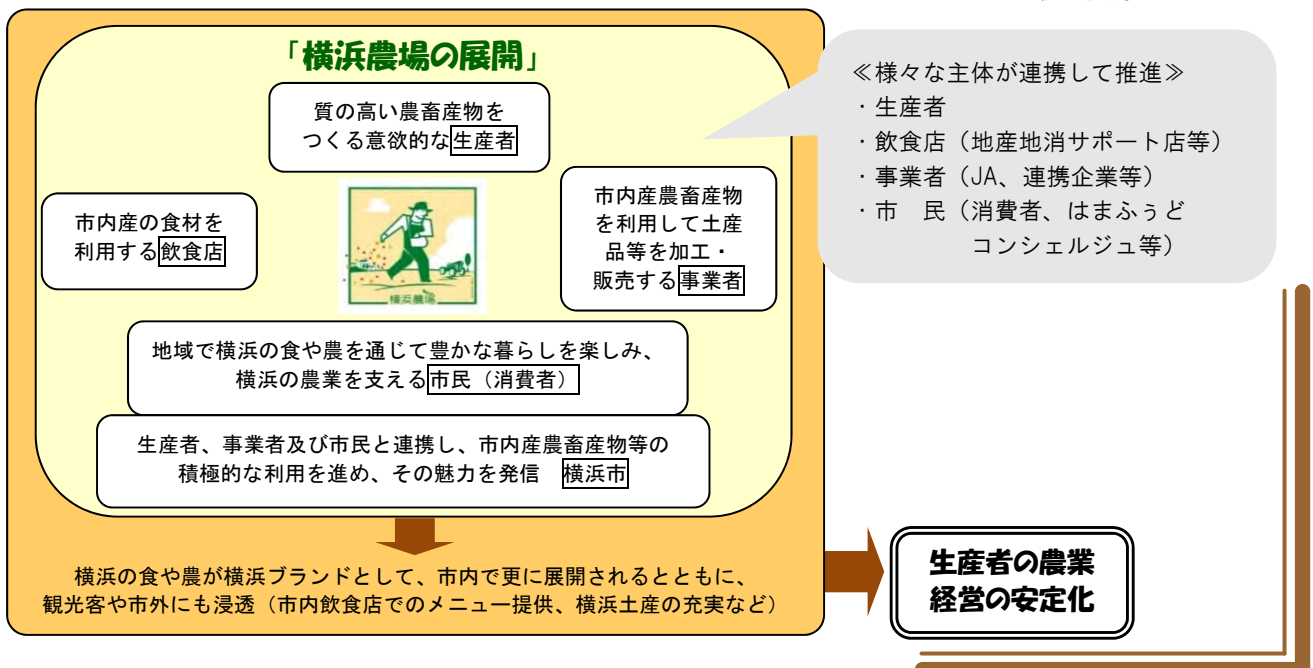 「横浜農場の展開」
質の高い農畜産物を
つくる意欲的な生産者
市内産の食材を
利用する飲食店
市内産農畜産物
を利用して土産
品等を加工・
販売する事業者
横浜農場
地域で横浜の食や農を通じて豊かな暮らしを楽しみ、
横浜の農業を支える市民（消費者）
生産者、事業者及び市民と連携し、市内産農畜産物等の
積極的な利用を進め、その魅力を発信　横浜市
横浜の食や農が横浜ブランドとして、市内で更に展開されるとともに、
観光客や市外にも浸透（市内飲食店でのメニュー提供、横浜土産の充実など）
≪様々な主体が連携して推進≫
・生産者
・飲食店（地産地消サポート店等）
・事業者（JA、連携企業等）
・市　民（消費者、はまふぅど
コンシェルジュ等）
生産者の農業
経営の安定化